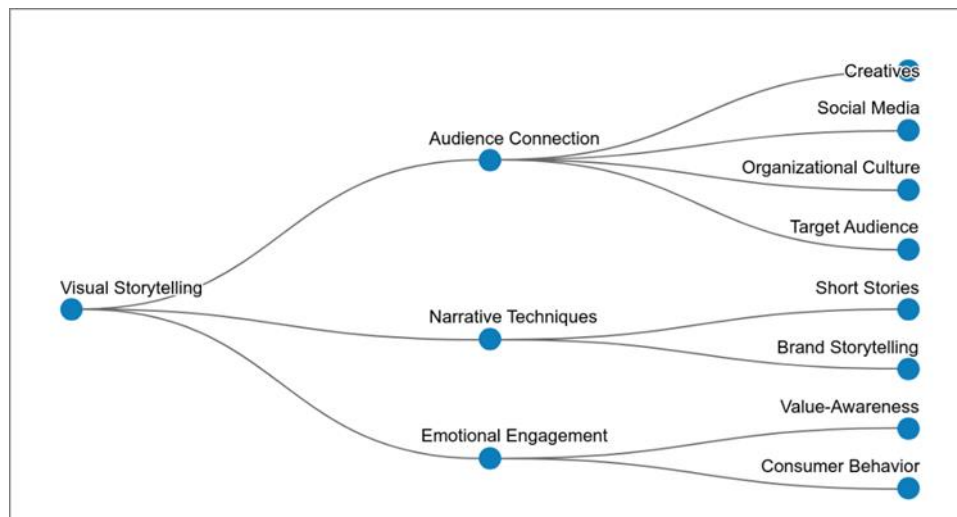 Visual Storytelling
Audience Connection
Creatives
Social Media
Organizational Culture
Target Audience
Narrative Techniques
Short Stories
Brand Storytelling
Emotional Engagement
Value-Awareness
Consumer Behavior